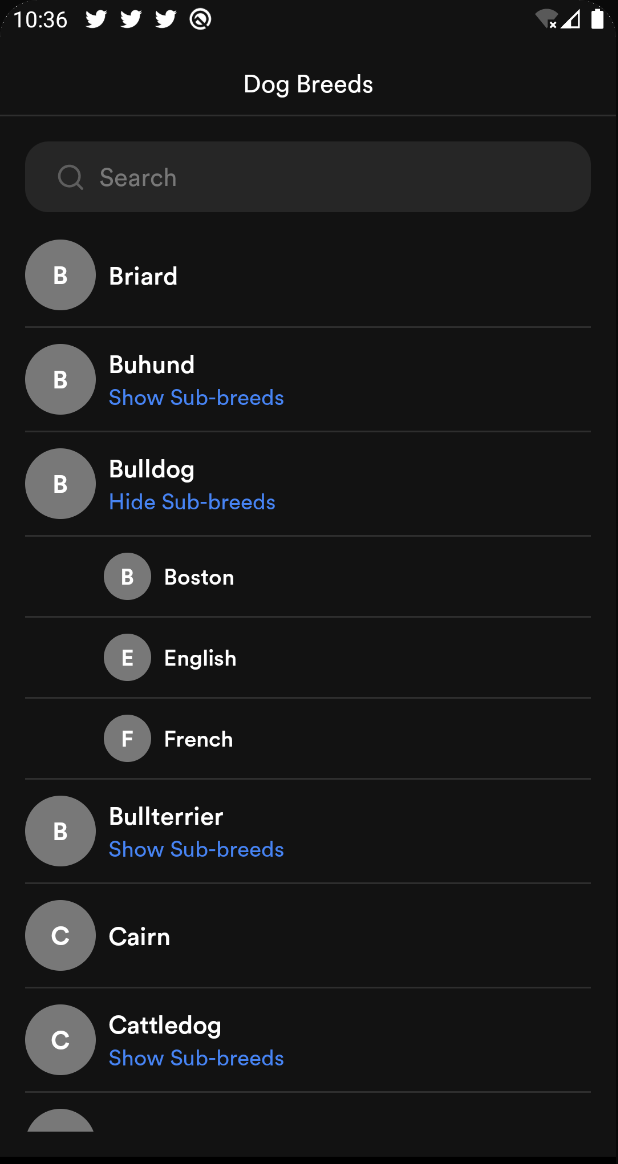 10:36
Dog Breeds
Search
B Briard
B Buhund
Show Sub-breeds
B Bulldog
Hide Sub-breeds
B Boston
E English
F French
B Bullterrier
Show Sub-breeds
C Cairn
C Cattledog
Show Sub-breeds